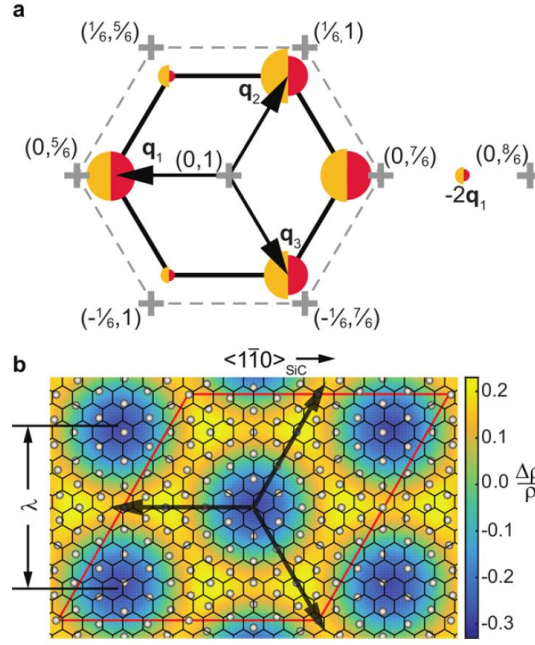 a
(⅙,⅚)
(⅙,1)
q₂
(0,⅚)
q₁
(0,1)
(0,⁷⁄₆)
(0,⁸⁄₆)
-2q₁
q₃
(-⅙,1)
(-⅙,⁷⁄₆)
b
<11̄0>SiC
λ
0.2
0.1
0.0
-0.1
-0.2
-0.3
Δρ
ρ